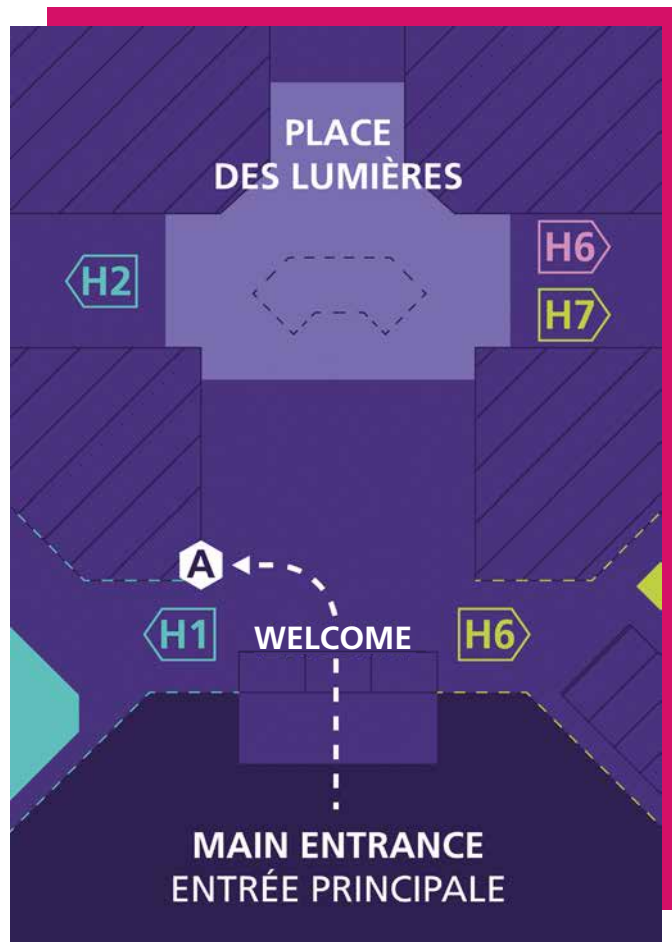 PLACE
DES LUMIÈRES
H2
H6
H7
A
H1
WELCOME
H6
MAIN ENTRANCE
ENTRÉE PRINCIPALE